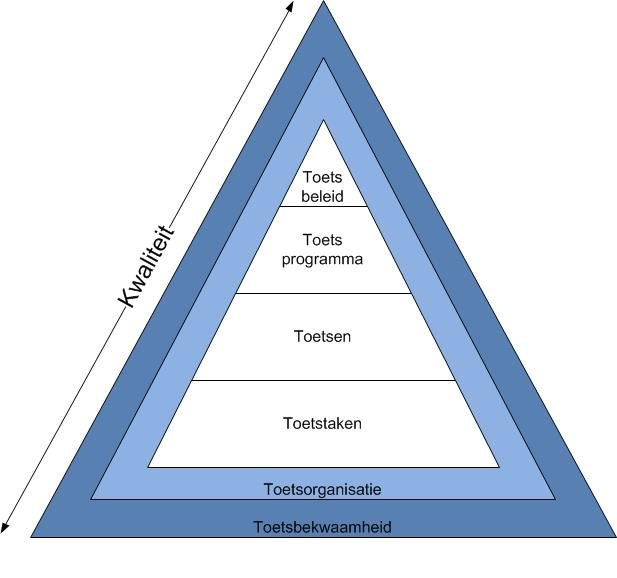 Kwaliteit
Toets
beleid
Toets
programma
Toetsen
Toetstaken
Toetsorganisatie
Toetsbekwaamheid